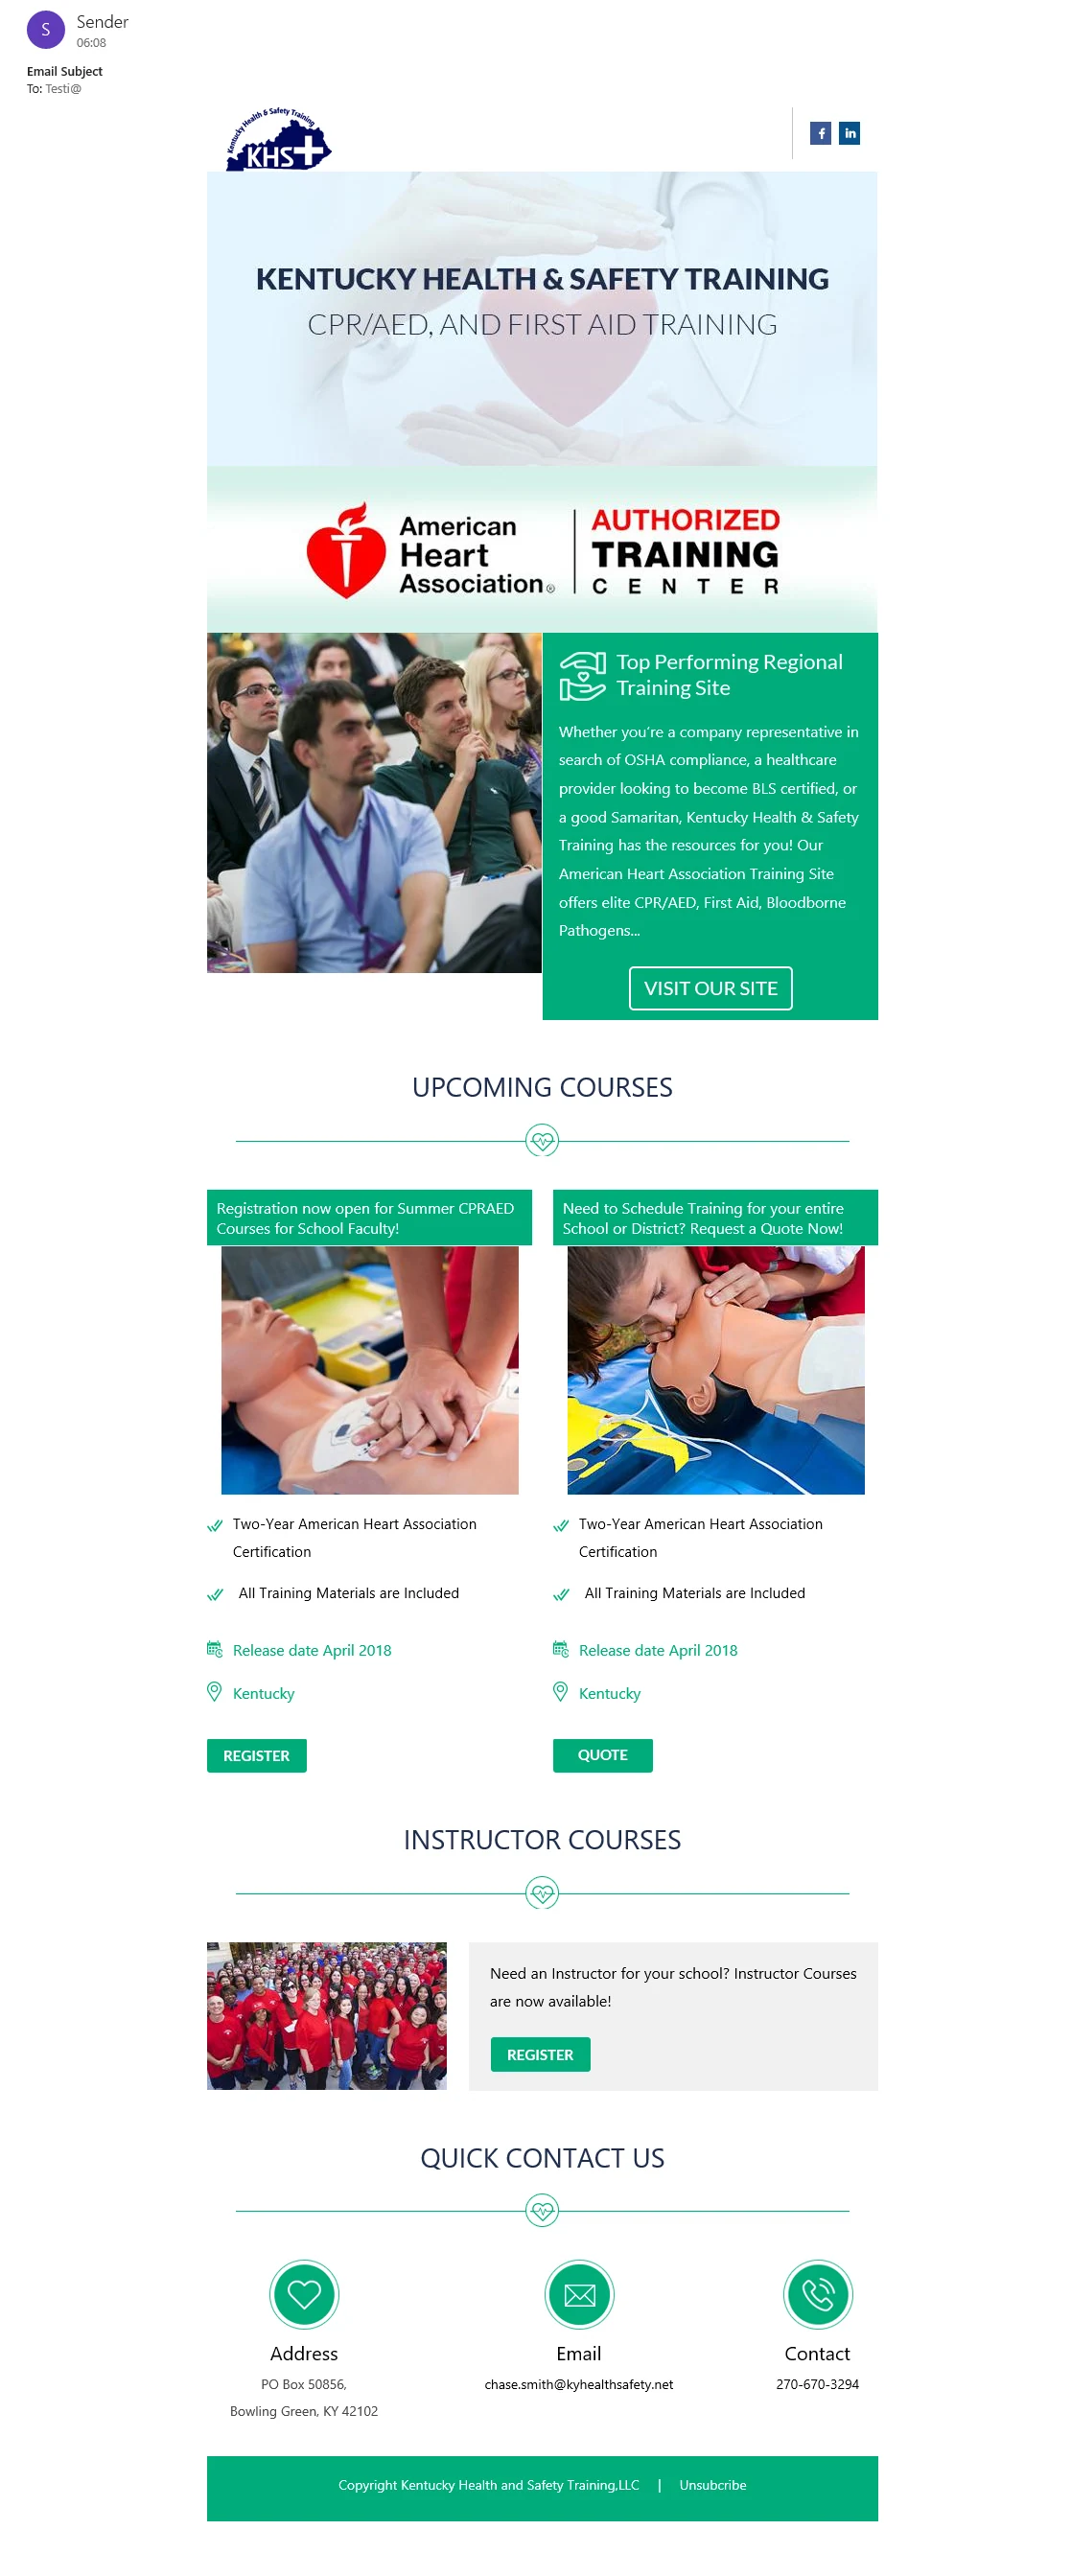 S
Sender
06:08
Email Subject
To: Testi@
Kentucky Health & Safety Training
KHS
f in
KENTUCKY HEALTH & SAFETY TRAINING
CPR/AED, AND FIRST AID TRAINING
American
Heart
Association®
AUTHORIZED
TRAINING
CENTER
Top Performing Regional
Training Site
Whether you're a company representative in
search of OSHA compliance, a healthcare
provider looking to become BLS certified, or
a good Samaritan, Kentucky Health & Safety
Training has the resources for you! Our
American Heart Association Training Site
offers elite CPR/AED, First Aid, Bloodborne
Pathogens...
VISIT OUR SITE
UPCOMING COURSES
Registration now open for Summer CPRAED
Courses for School Faculty!
Two-Year American Heart Association
Certification
All Training Materials are Included
Release date April 2018
Kentucky
REGISTER
Need to Schedule Training for your entire
School or District? Request a Quote Now!
Two-Year American Heart Association
Certification
All Training Materials are Included
Release date April 2018
Kentucky
QUOTE
INSTRUCTOR COURSES
Need an Instructor for your school? Instructor Courses
are now available!
REGISTER
QUICK CONTACT US
Address
PO Box 50856,
Bowling Green, KY 42102
Email
chase.smith@kyhealthsafety.net
Contact
270-670-3294
Copyright Kentucky Health and Safety Training,LLC | Unsubcribe